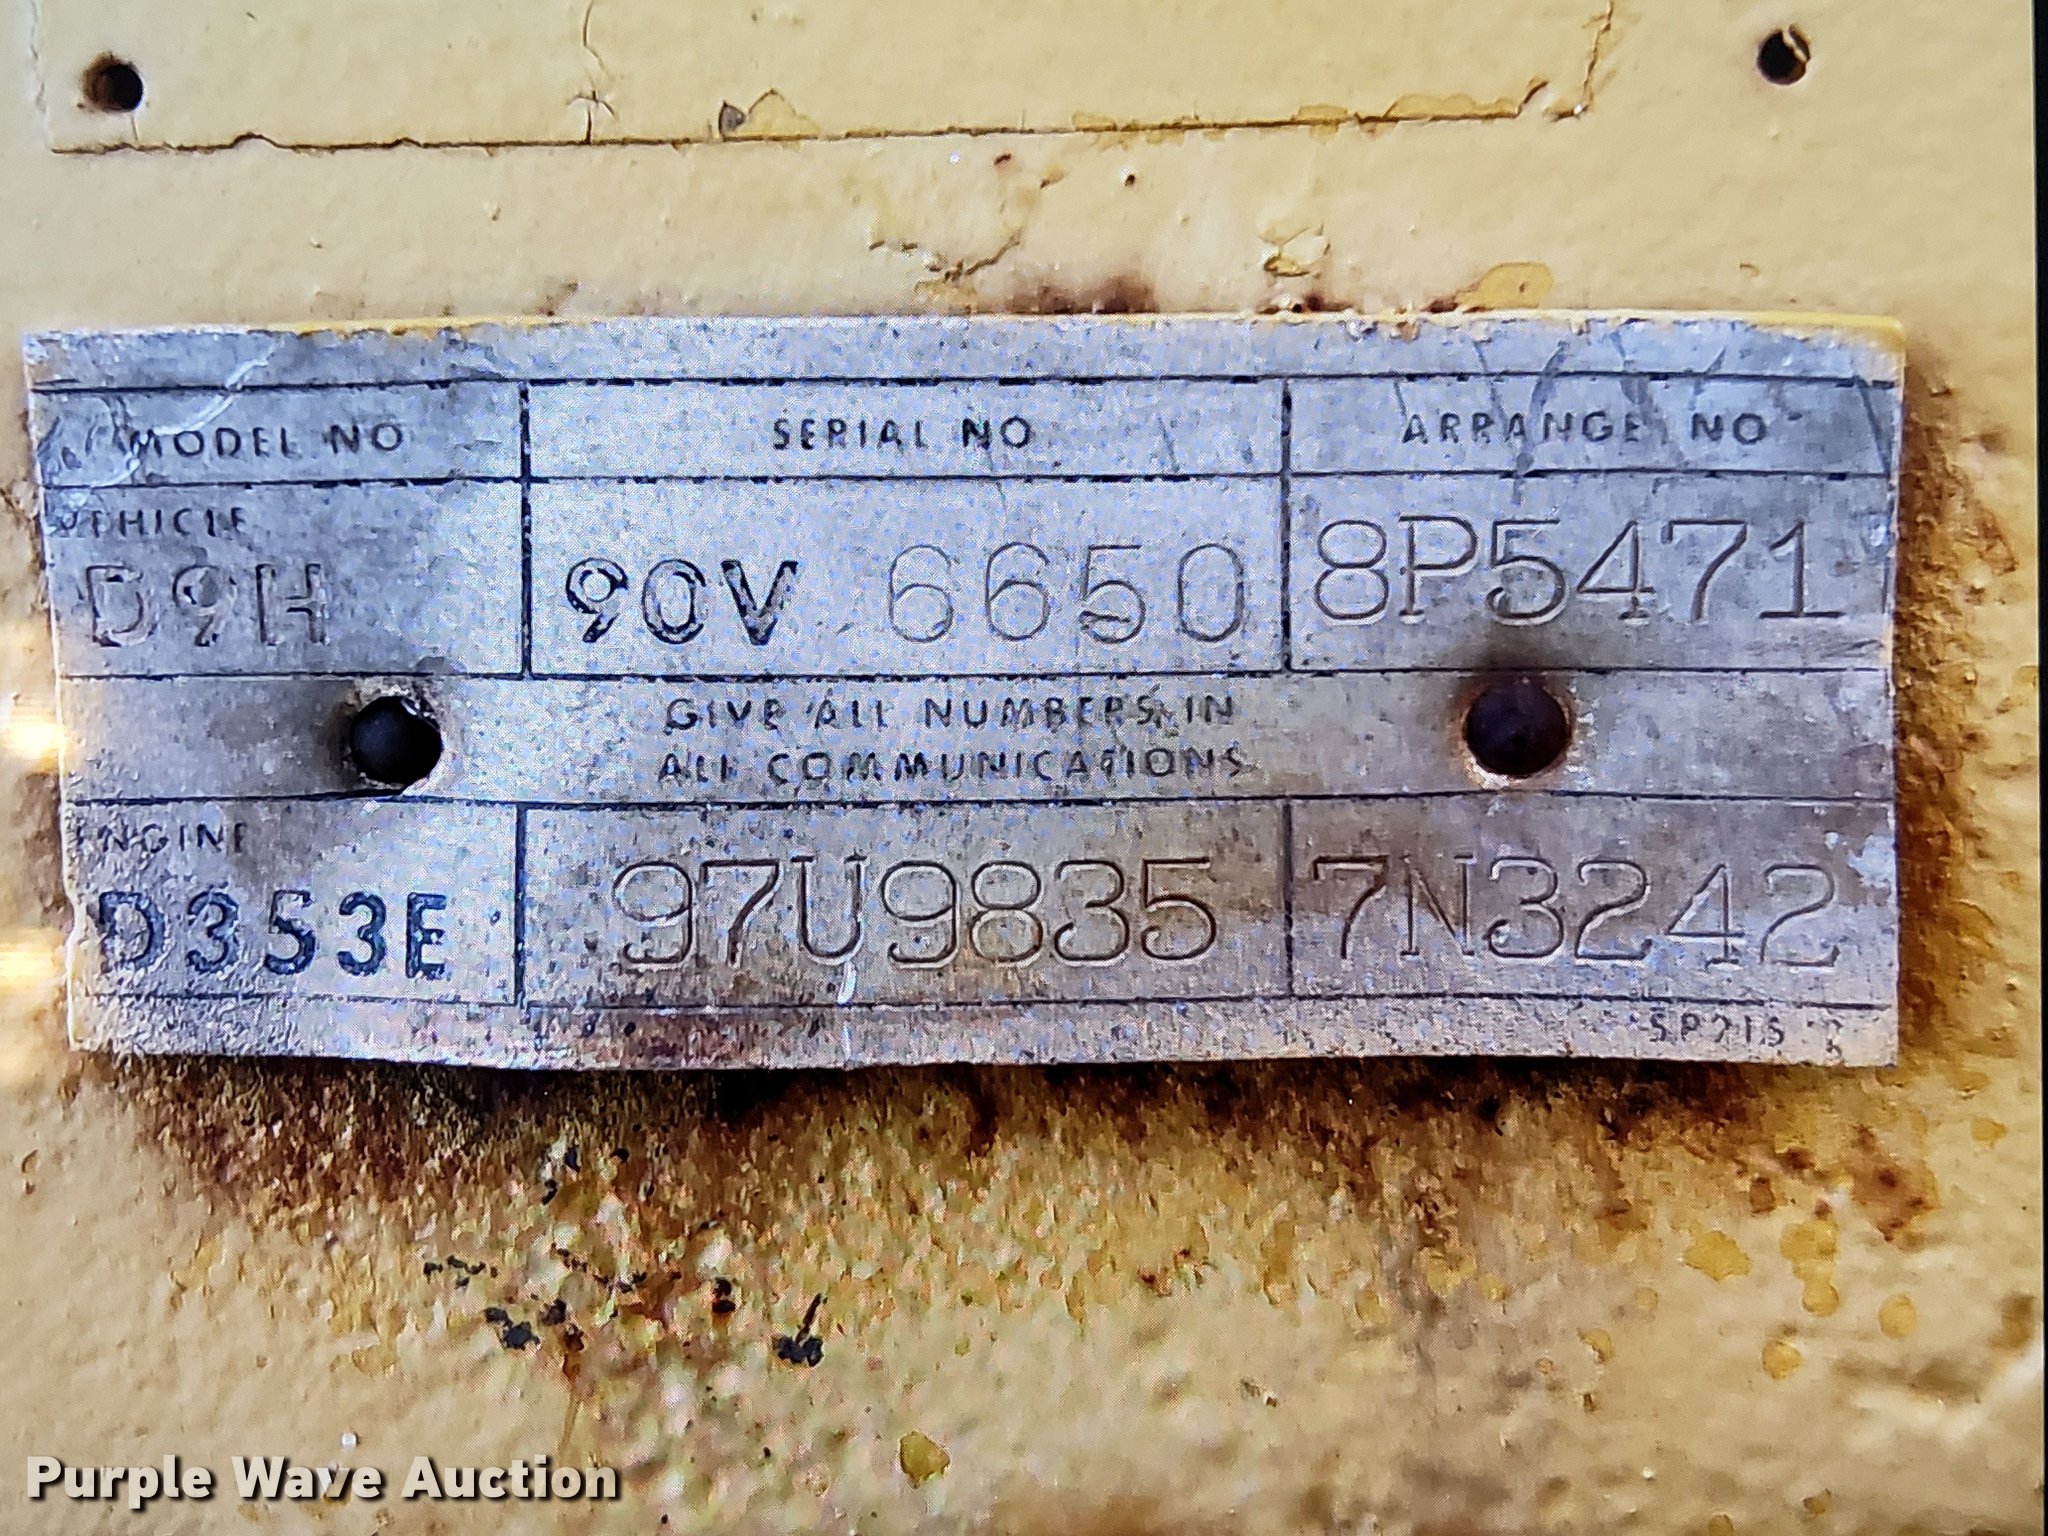 MODEL NO SERIAL NO ARRANGE NO
VEHICLE
D9H 90V 6650 8P5471
GIVE ALL NUMBERS IN
ALL COMMUNICATIONS
ENGINE
D353E 97U9835 7N3242
Purple Wave Auction